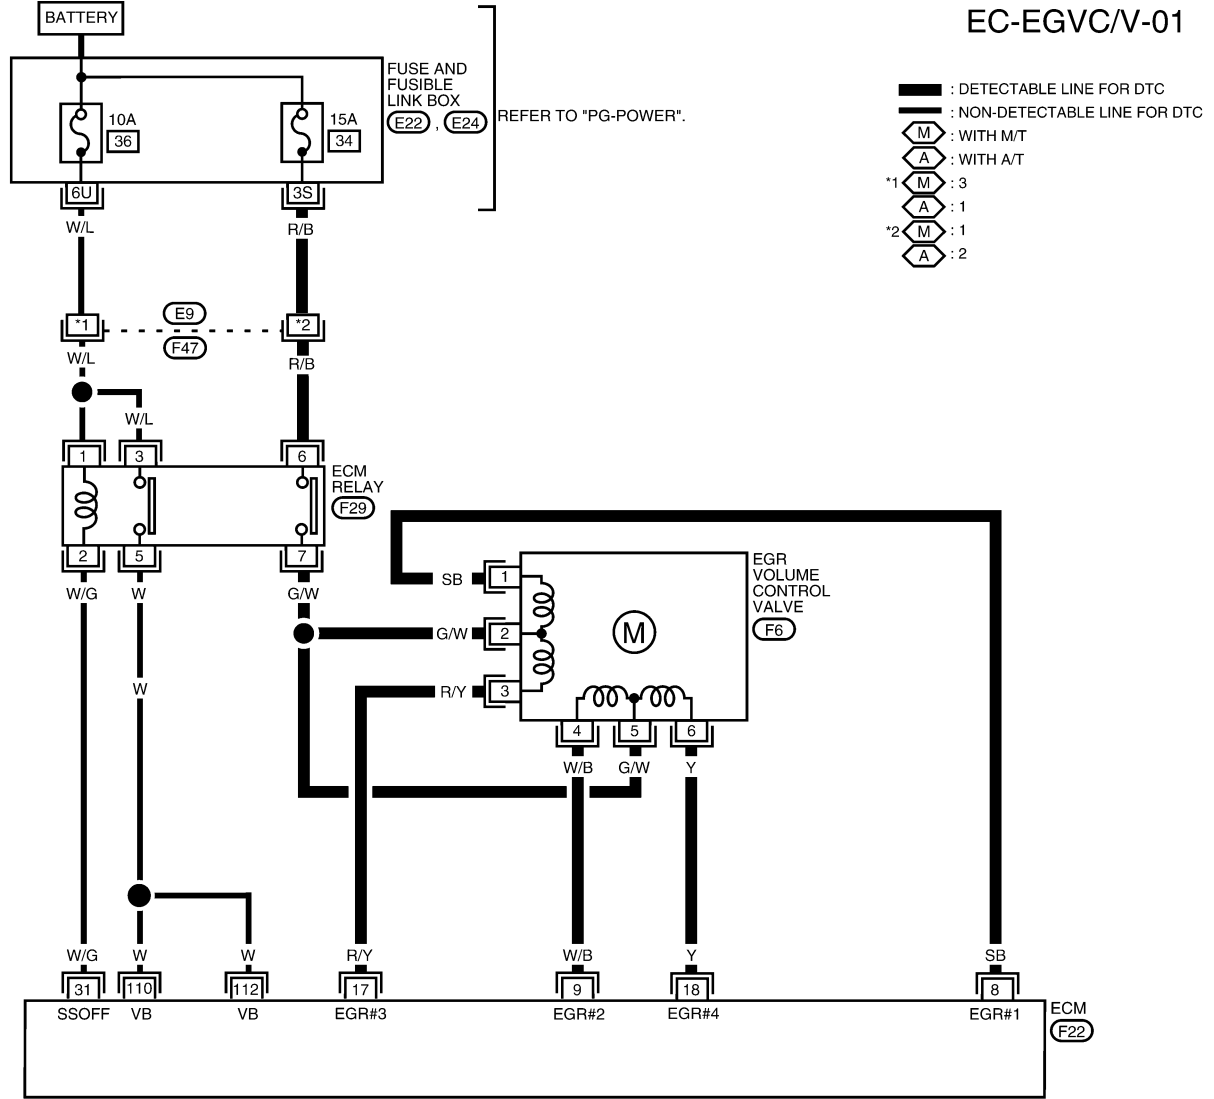 EC-EGVC/V-01
BATTERY
FUSE AND
FUSIBLE
LINK BOX
E22 , E24
REFER TO "PG-POWER".
10A
36
15A
34
: DETECTABLE LINE FOR DTC
: NON-DETECTABLE LINE FOR DTC
M : WITH M/T
A : WITH A/T
*1 M : 3
A : 1
*2 M : 1
A : 2
6U
3S
W/L
R/B
*1
E9
F47
*2
W/L
R/B
W/L
1
3
6
ECM
RELAY
F29
2
5
7
W/G
W
G/W
SB
1
G/W
2
R/Y
3
M
EGR
VOLUME
CONTROL
VALVE
F6
4
5
6
W/B
G/W
Y
W
W/G
W
W
R/Y
W/B
Y
SB
31
110
112
17
9
18
8
SSOFF
VB
VB
EGR#3
EGR#2
EGR#4
EGR#1
ECM
F22